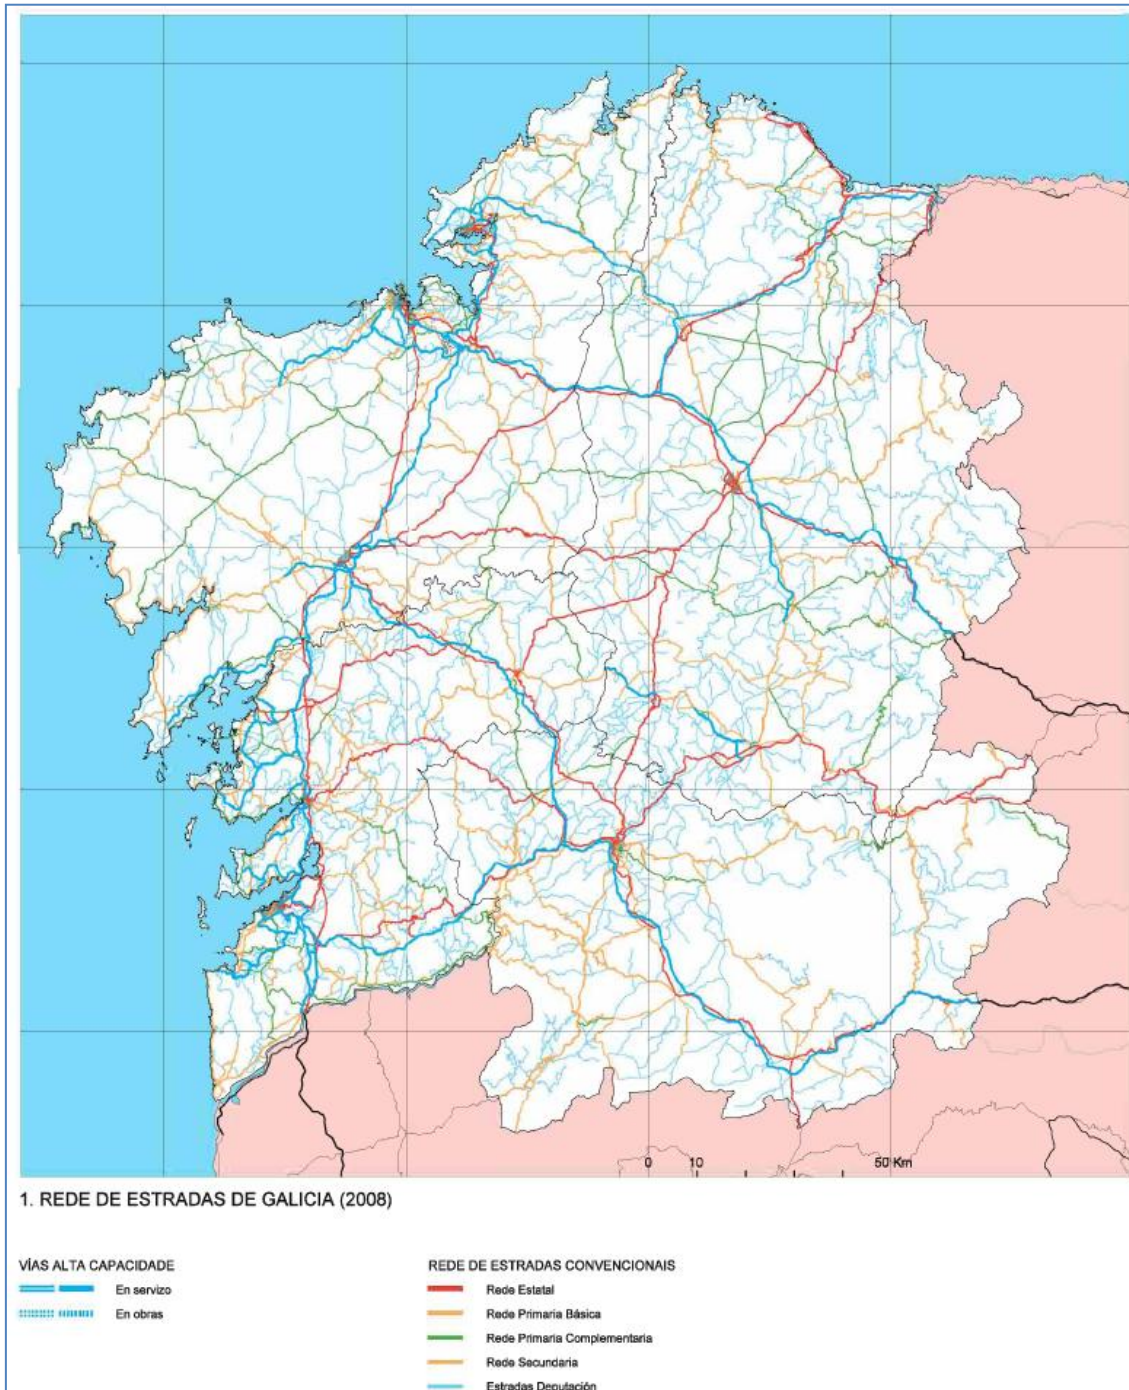 0 10 50 Km
1. REDE DE ESTRADAS DE GALICIA (2008)
VÍAS ALTA CAPACIDADE
En servizo
En obras
REDE DE ESTRADAS CONVENCIONAIS
Rede Estatal
Rede Primaria Básica
Rede Primaria Complementaria
Rede Secundaria
Estradas Deputación